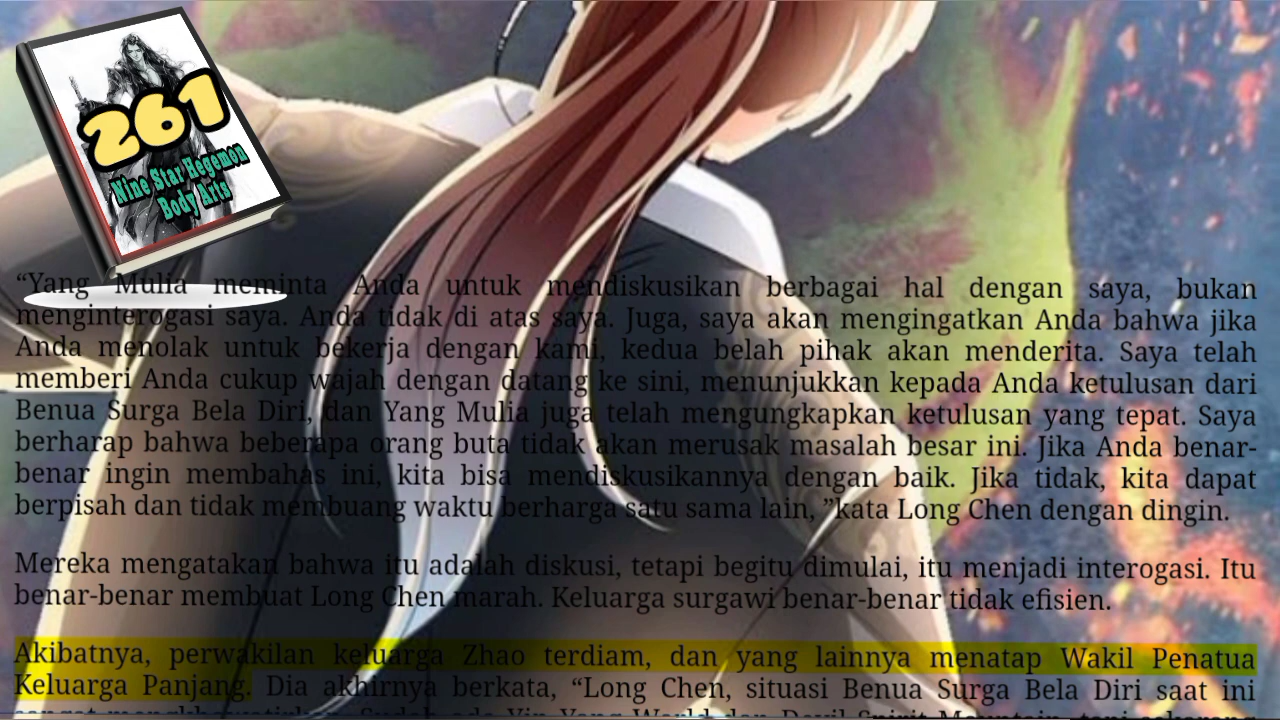 261
Nine Star Hegemon
Body Arts
“Yang Mulia meminta Anda untuk mendiskusikan berbagai hal dengan saya, bukan
menginterogasi saya. Anda tidak di atas saya. Juga, saya akan mengingatkan Anda bahwa jika
Anda menolak untuk bekerja dengan kami, kedua belah pihak akan menderita. Saya telah
memberi Anda cukup wajah dengan datang ke sini, menunjukkan kepada Anda ketulusan dari
Benua Surga Bela Diri, dan Yang Mulia juga telah mengungkapkan ketulusan yang tepat. Saya
berharap bahwa beberapa orang buta tidak akan merusak masalah besar ini. Jika Anda benar-
benar ingin membahas ini, kita bisa mendiskusikannya dengan baik. Jika tidak, kita dapat
berpisah dan tidak membuang waktu berharga satu sama lain, ”kata Long Chen dengan dingin.
Mereka mengatakan bahwa itu adalah diskusi, tetapi begitu dimulai, itu menjadi interogasi. Itu
benar-benar membuat Long Chen marah. Keluarga surgawi benar-benar tidak efisien.
Akibatnya, perwakilan keluarga Zhao terdiam, dan yang lainnya menatap Wakil Penatua
Keluarga Panjang. Dia akhirnya berkata, “Long Chen, situasi Benua Surga Bela Diri saat ini